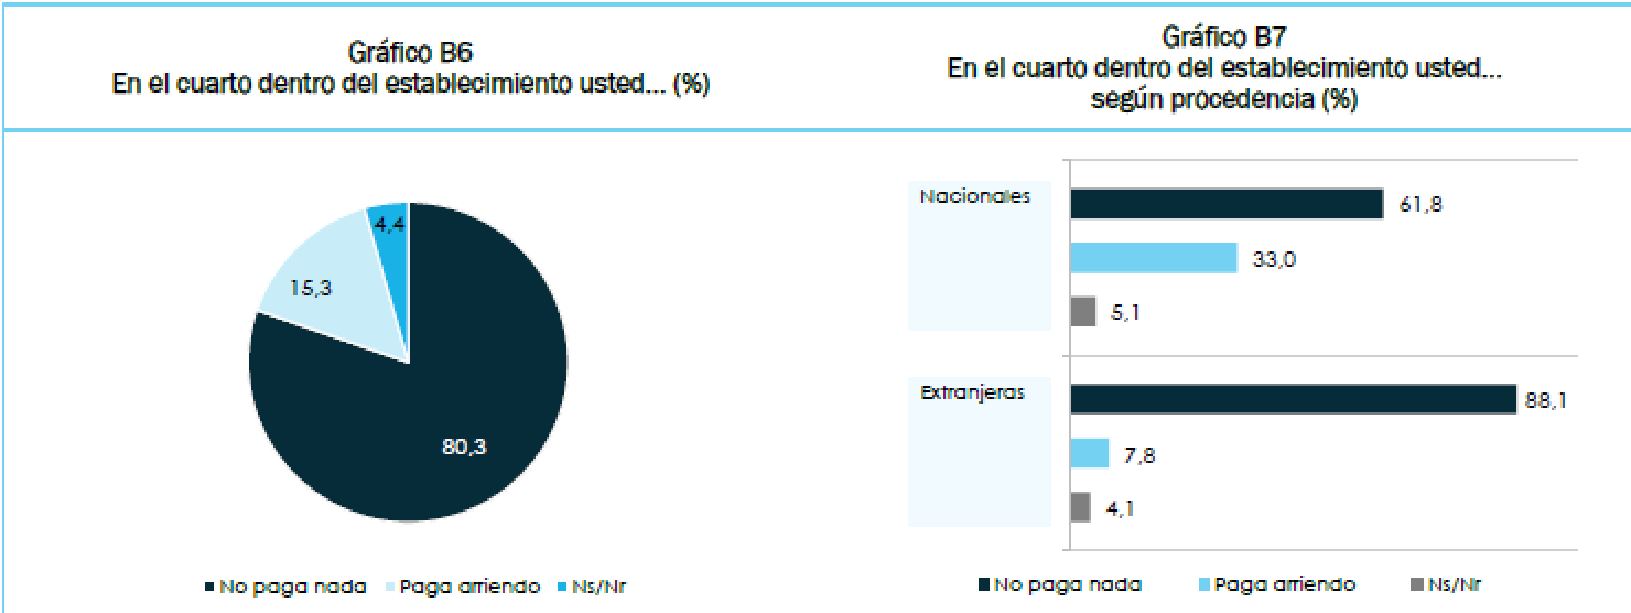 Gráfico B6
En el cuarto dentro del establecimiento usted... (%)
4,4
15,3
80,3
No paga nada Paga arriendo Ns/Nr
Gráfico B7
En el cuarto dentro del establecimiento usted...
según procedencia (%)
Nacionales
61,8
33,0
5,1
Extranjeras
88,1
7,8
4,1
No paga nada Paga arriendo Ns/Nr